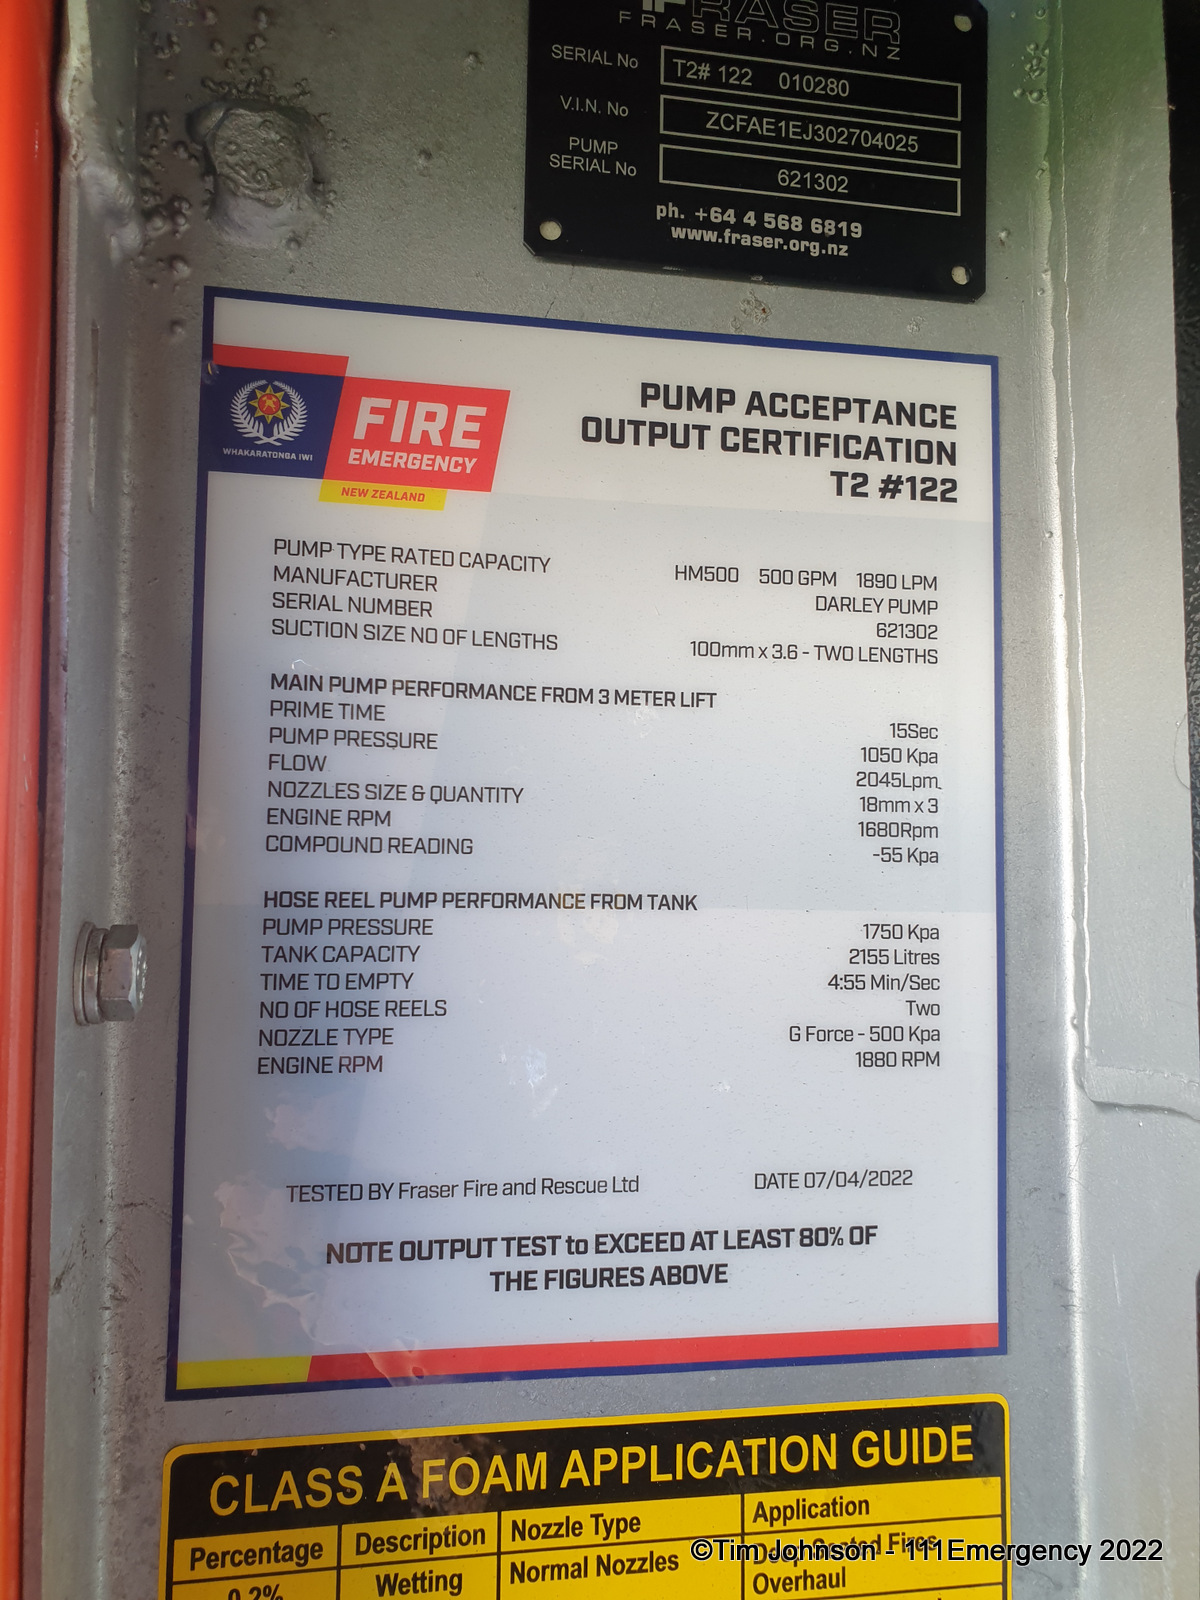 FRASER
FRASER.ORG.NZ
SERIAL No T2# 122 010280
V.I.N. No ZCFAE1EJ302704025
PUMP
SERIAL No 621302
ph. +64 4 568 6819
www.fraser.org.nz
WHAKARATONGA IWI
FIRE
EMERGENCY
NEW ZEALAND
PUMP ACCEPTANCE
OUTPUT CERTIFICATION
T2 #122
PUMP TYPE RATED CAPACITY HM500 500 GPM 1890 LPM
MANUFACTURER DARLEY PUMP
SERIAL NUMBER 621302
SUCTION SIZE NO OF LENGTHS 100mm x 3.6 - TWO LENGTHS
MAIN PUMP PERFORMANCE FROM 3 METER LIFT
PRIME TIME 15Sec
PUMP PRESSURE 1050 Kpa
FLOW 2045Lpm
NOZZLES SIZE & QUANTITY 18mm x 3
ENGINE RPM 1680Rpm
COMPOUND READING -55 Kpa
HOSE REEL PUMP PERFORMANCE FROM TANK
PUMP PRESSURE 1750 Kpa
TANK CAPACITY 2155 Litres
TIME TO EMPTY 4:55 Min/Sec
NO OF HOSE REELS Two
NOZZLE TYPE G Force - 500 Kpa
ENGINE RPM 1880 RPM
TESTED BY Fraser Fire and Rescue Ltd DATE 07/04/2022
NOTE OUTPUT TEST to EXCEED AT LEAST 80% OF
THE FIGURES ABOVE
CLASS A FOAM APPLICATION GUIDE
Percentage Description Nozzle Type Application
0.2% Wetting Normal Nozzles Deep Seated Fires
Overhaul
©Tim Johnson - 111Emergency 2022